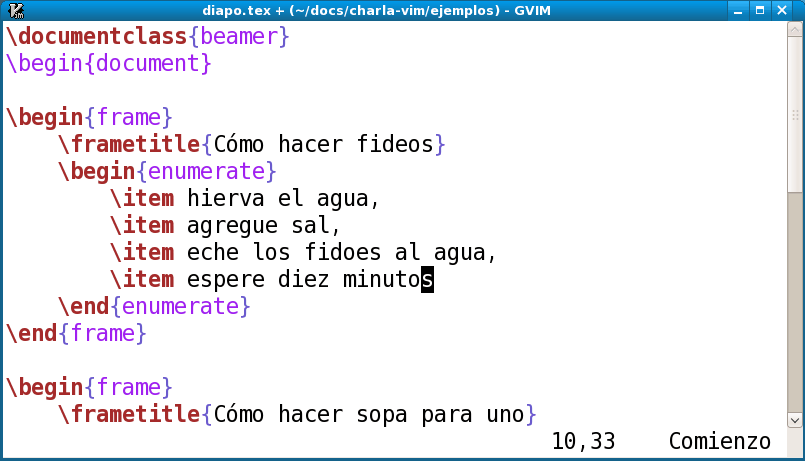 diapo.tex + (~/docs/charla-vim/ejemplos) - GVIM
\documentclass{beamer}
\begin{document}
\begin{frame}
\frametitle{Cómo hacer fideos}
\begin{enumerate}
\item hierva el agua,
\item agregue sal,
\item eche los fidoes al agua,
\item espere diez minutos
\end{enumerate}
\end{frame}
\begin{frame}
\frametitle{Cómo hacer sopa para uno}
10,33 Comienzo